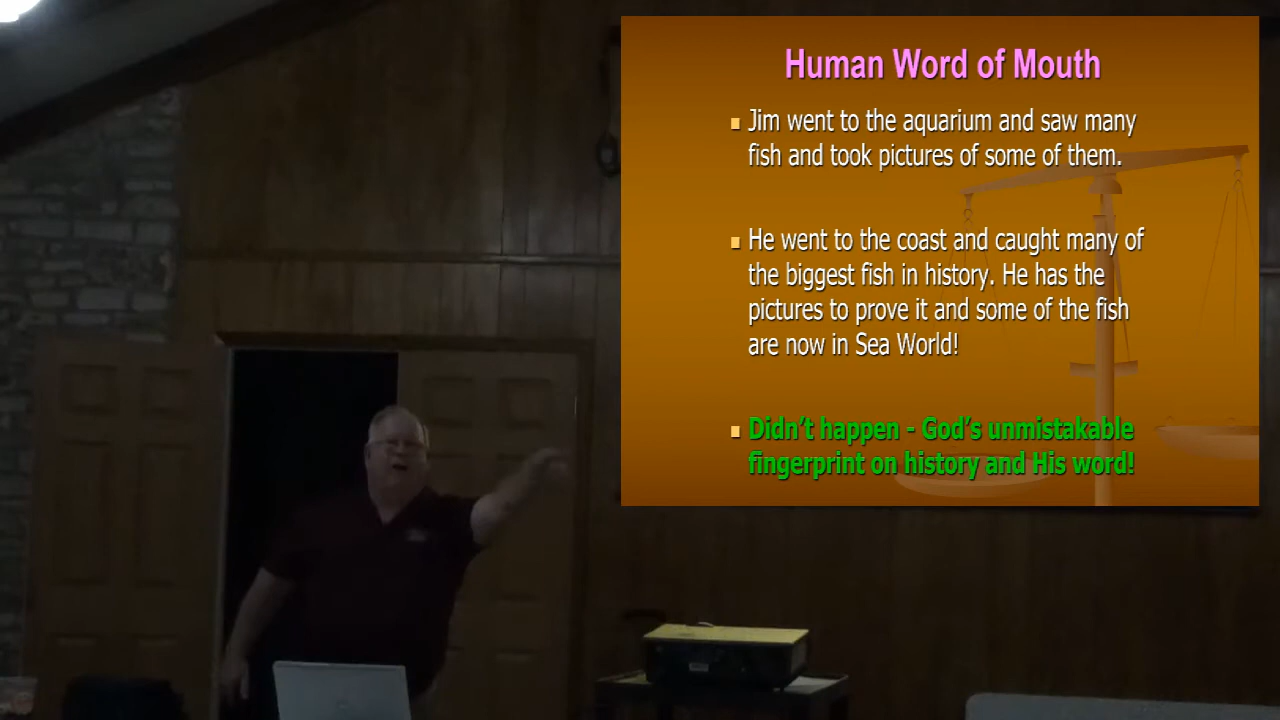 Human Word of Mouth
Jim went to the aquarium and saw many
fish and took pictures of some of them.
He went to the coast and caught many of
the biggest fish in history. He has the
pictures to prove it and some of the fish
are now in Sea World!
Didn't happen - God's unmistakable
fingerprint on history and His word!